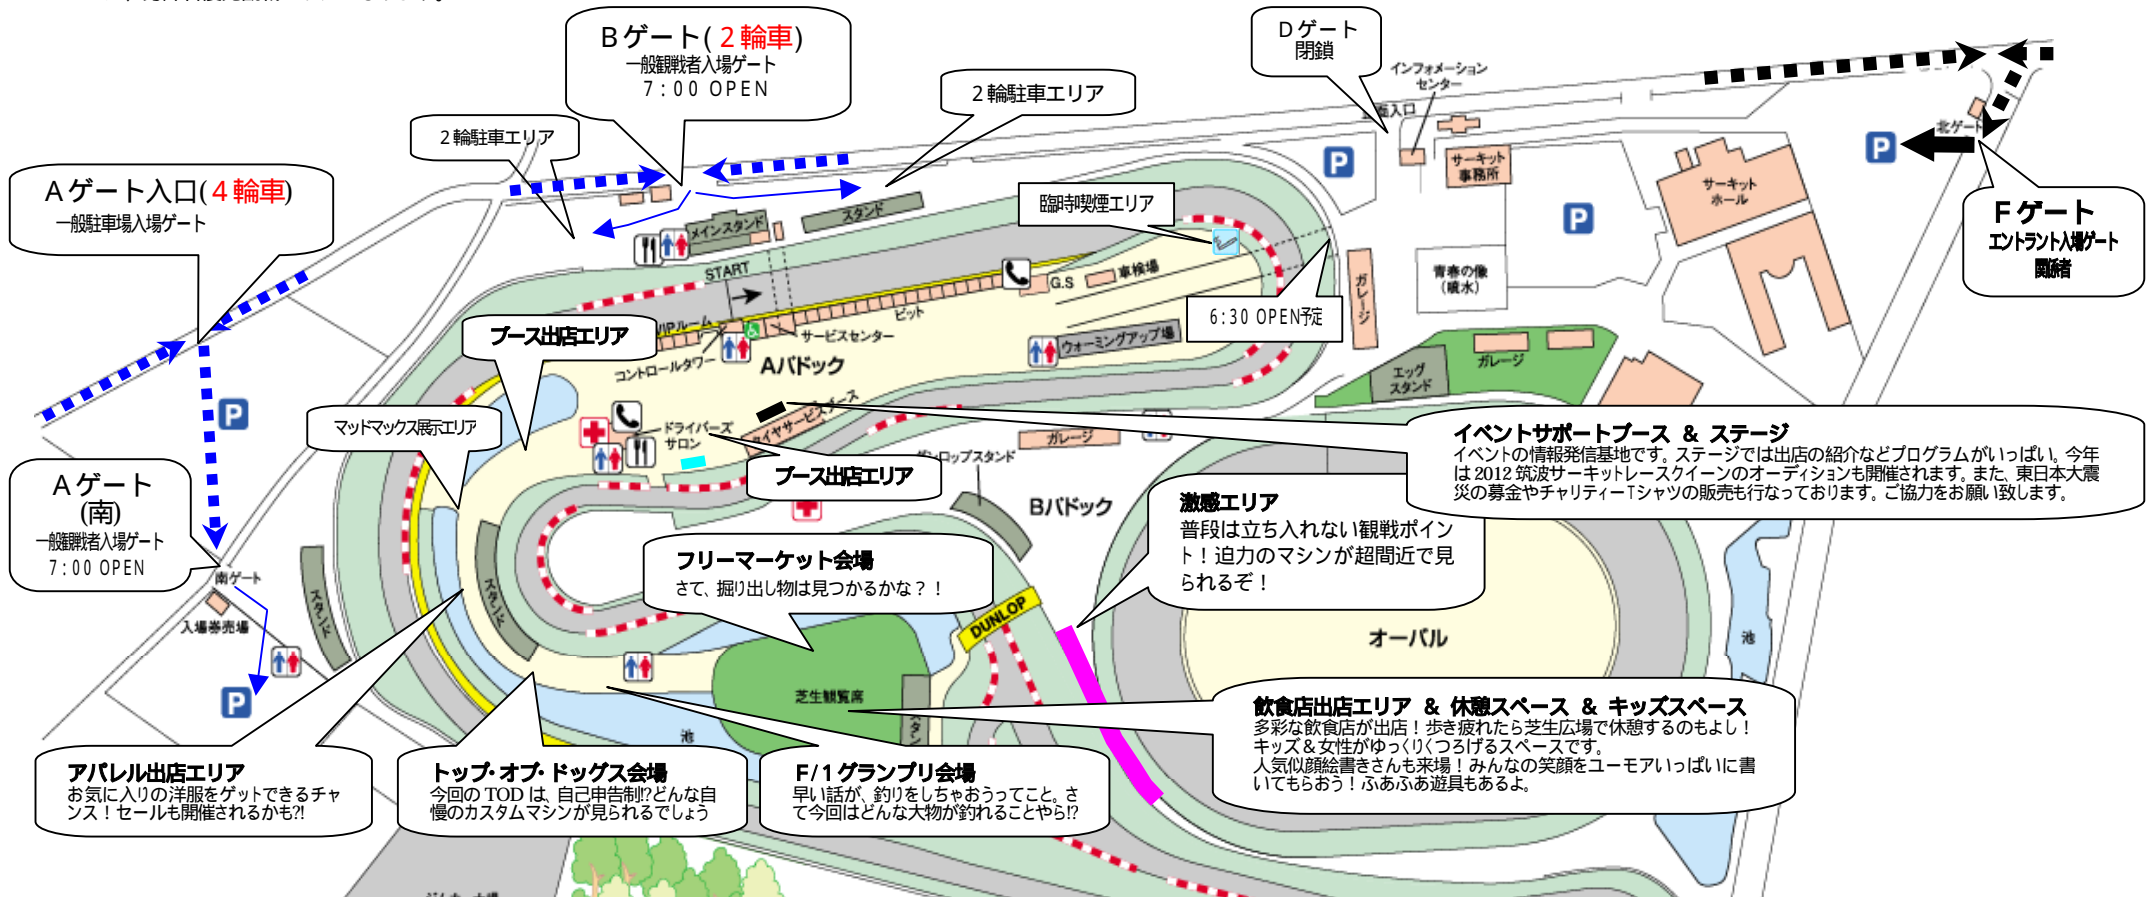 Bゲート(２輪車)
一般観戦者入場ゲート
7:00 OPEN
Dゲート
閉鎖
2輪駐車エリア
インフォメーション
センター
2輪駐車エリア
Aゲート入口(４輪車)
一般駐車場入場ゲート
P
P
北ゲート
サーキット
事務所
サーキット
ホール
P
Fゲート
エントラント入場ゲート
関係者
臨時喫煙エリア
メインスタンド
スタンド
START
G.S
車検場
青春の像
(噴水)
ガレージ
6:30 OPEN予定
ピット
VIPルーム
サービスセンター
コントロールタワー
Aパドック
ウォーミングアップ場
ブース出店エリア
エッグ
スタンド
ガレージ
P
マッドマックス展示エリア
ドライバーズ
サロン
ブース出店エリア
ガレージ
Bパドック
イベントサポートブース ＆ ステージ
イベントの情報発信基地です。ステージでは出店の紹介などプログラムがいっぱい。今年
は2012筑波サーキットレースクイーンのオーディションも開催されます。また、東日本大震
災の募金やチャリティーTシャツの販売も行なっております。ご協力をお願い致します。
Aゲート
(南)
一般観戦者入場ゲート
7:00 OPEN
激感エリア
普段は立ち入れない観戦ポイン
ト！迫力のマシンが超間近で見
られるぞ！
フリーマーケット会場
さて、掘り出し物は見つかるかな？！
南ゲート
入場券売場
スタンド
スタンド
DUNLOP
オーバル
池
P
芝生観覧席
池
飲食店出店エリア ＆ 休憩スペース ＆ キッズスペース
多彩な飲食店が出店！歩き疲れたら芝生広場で休憩するのもよし！
キッズ＆女性がゆっくりくつろげるスペースです。
人気似顔絵書きさんも来場！みんなの笑顔をユーモアいっぱいに書
いてもらおう！ふあふあ遊具もあるよ。
アパレル出店エリア
お気に入りの洋服をゲットできるチャ
ンス！セールも開催されるかも?!
トップ・オブ・ドッグス会場
今回のTODは、自己申告制!?どんな自
慢のカスタムマシンが見られるでしょう
F/1グランプリ会場
早い話が、釣りをしちゃおうってこと。さ
て今回はどんな大物が釣れることやら!?